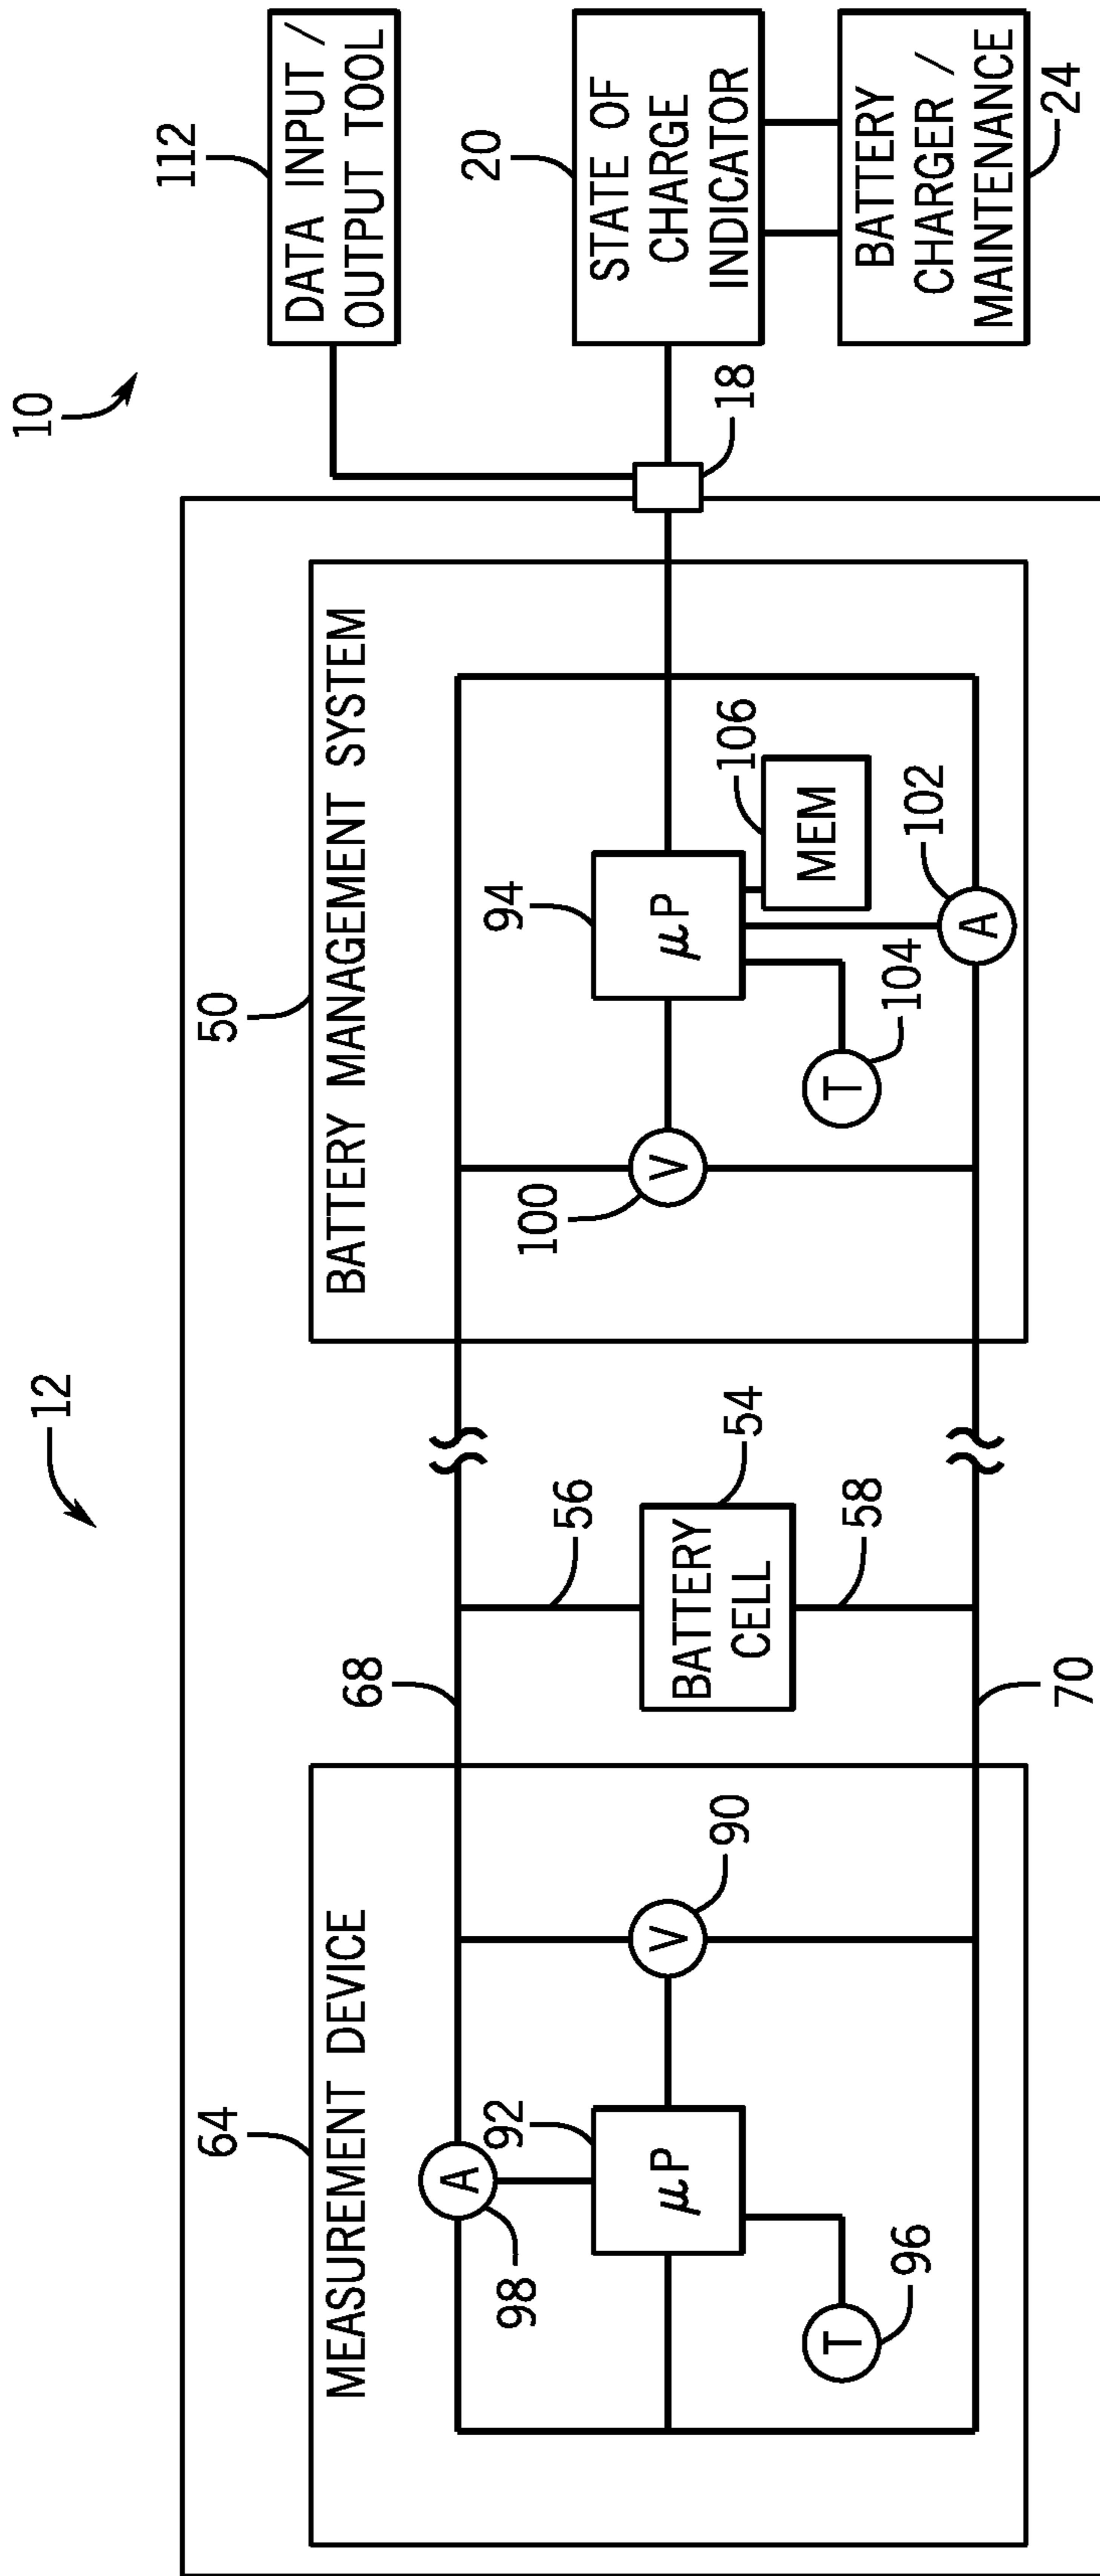 10
12
112
DATA INPUT /
OUTPUT TOOL
20
STATE OF
CHARGE
INDICATOR
BATTERY
CHARGER /
MAINTENANCE
24
18
64
MEASUREMENT DEVICE
A
98
92
μP
V
90
T
96
68
56
BATTERY
CELL
54
58
70
50
BATTERY MANAGEMENT SYSTEM
94
μP
100
V
106
MEM
T
104
A
102